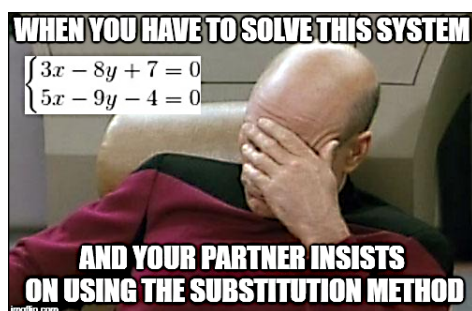 WHEN YOU HAVE TO SOLVE THIS SYSTEM
3x − 8y + 7 = 0
5x − 9y − 4 = 0
AND YOUR PARTNER INSISTS
ON USING THE SUBSTITUTION METHOD
imgflip.com